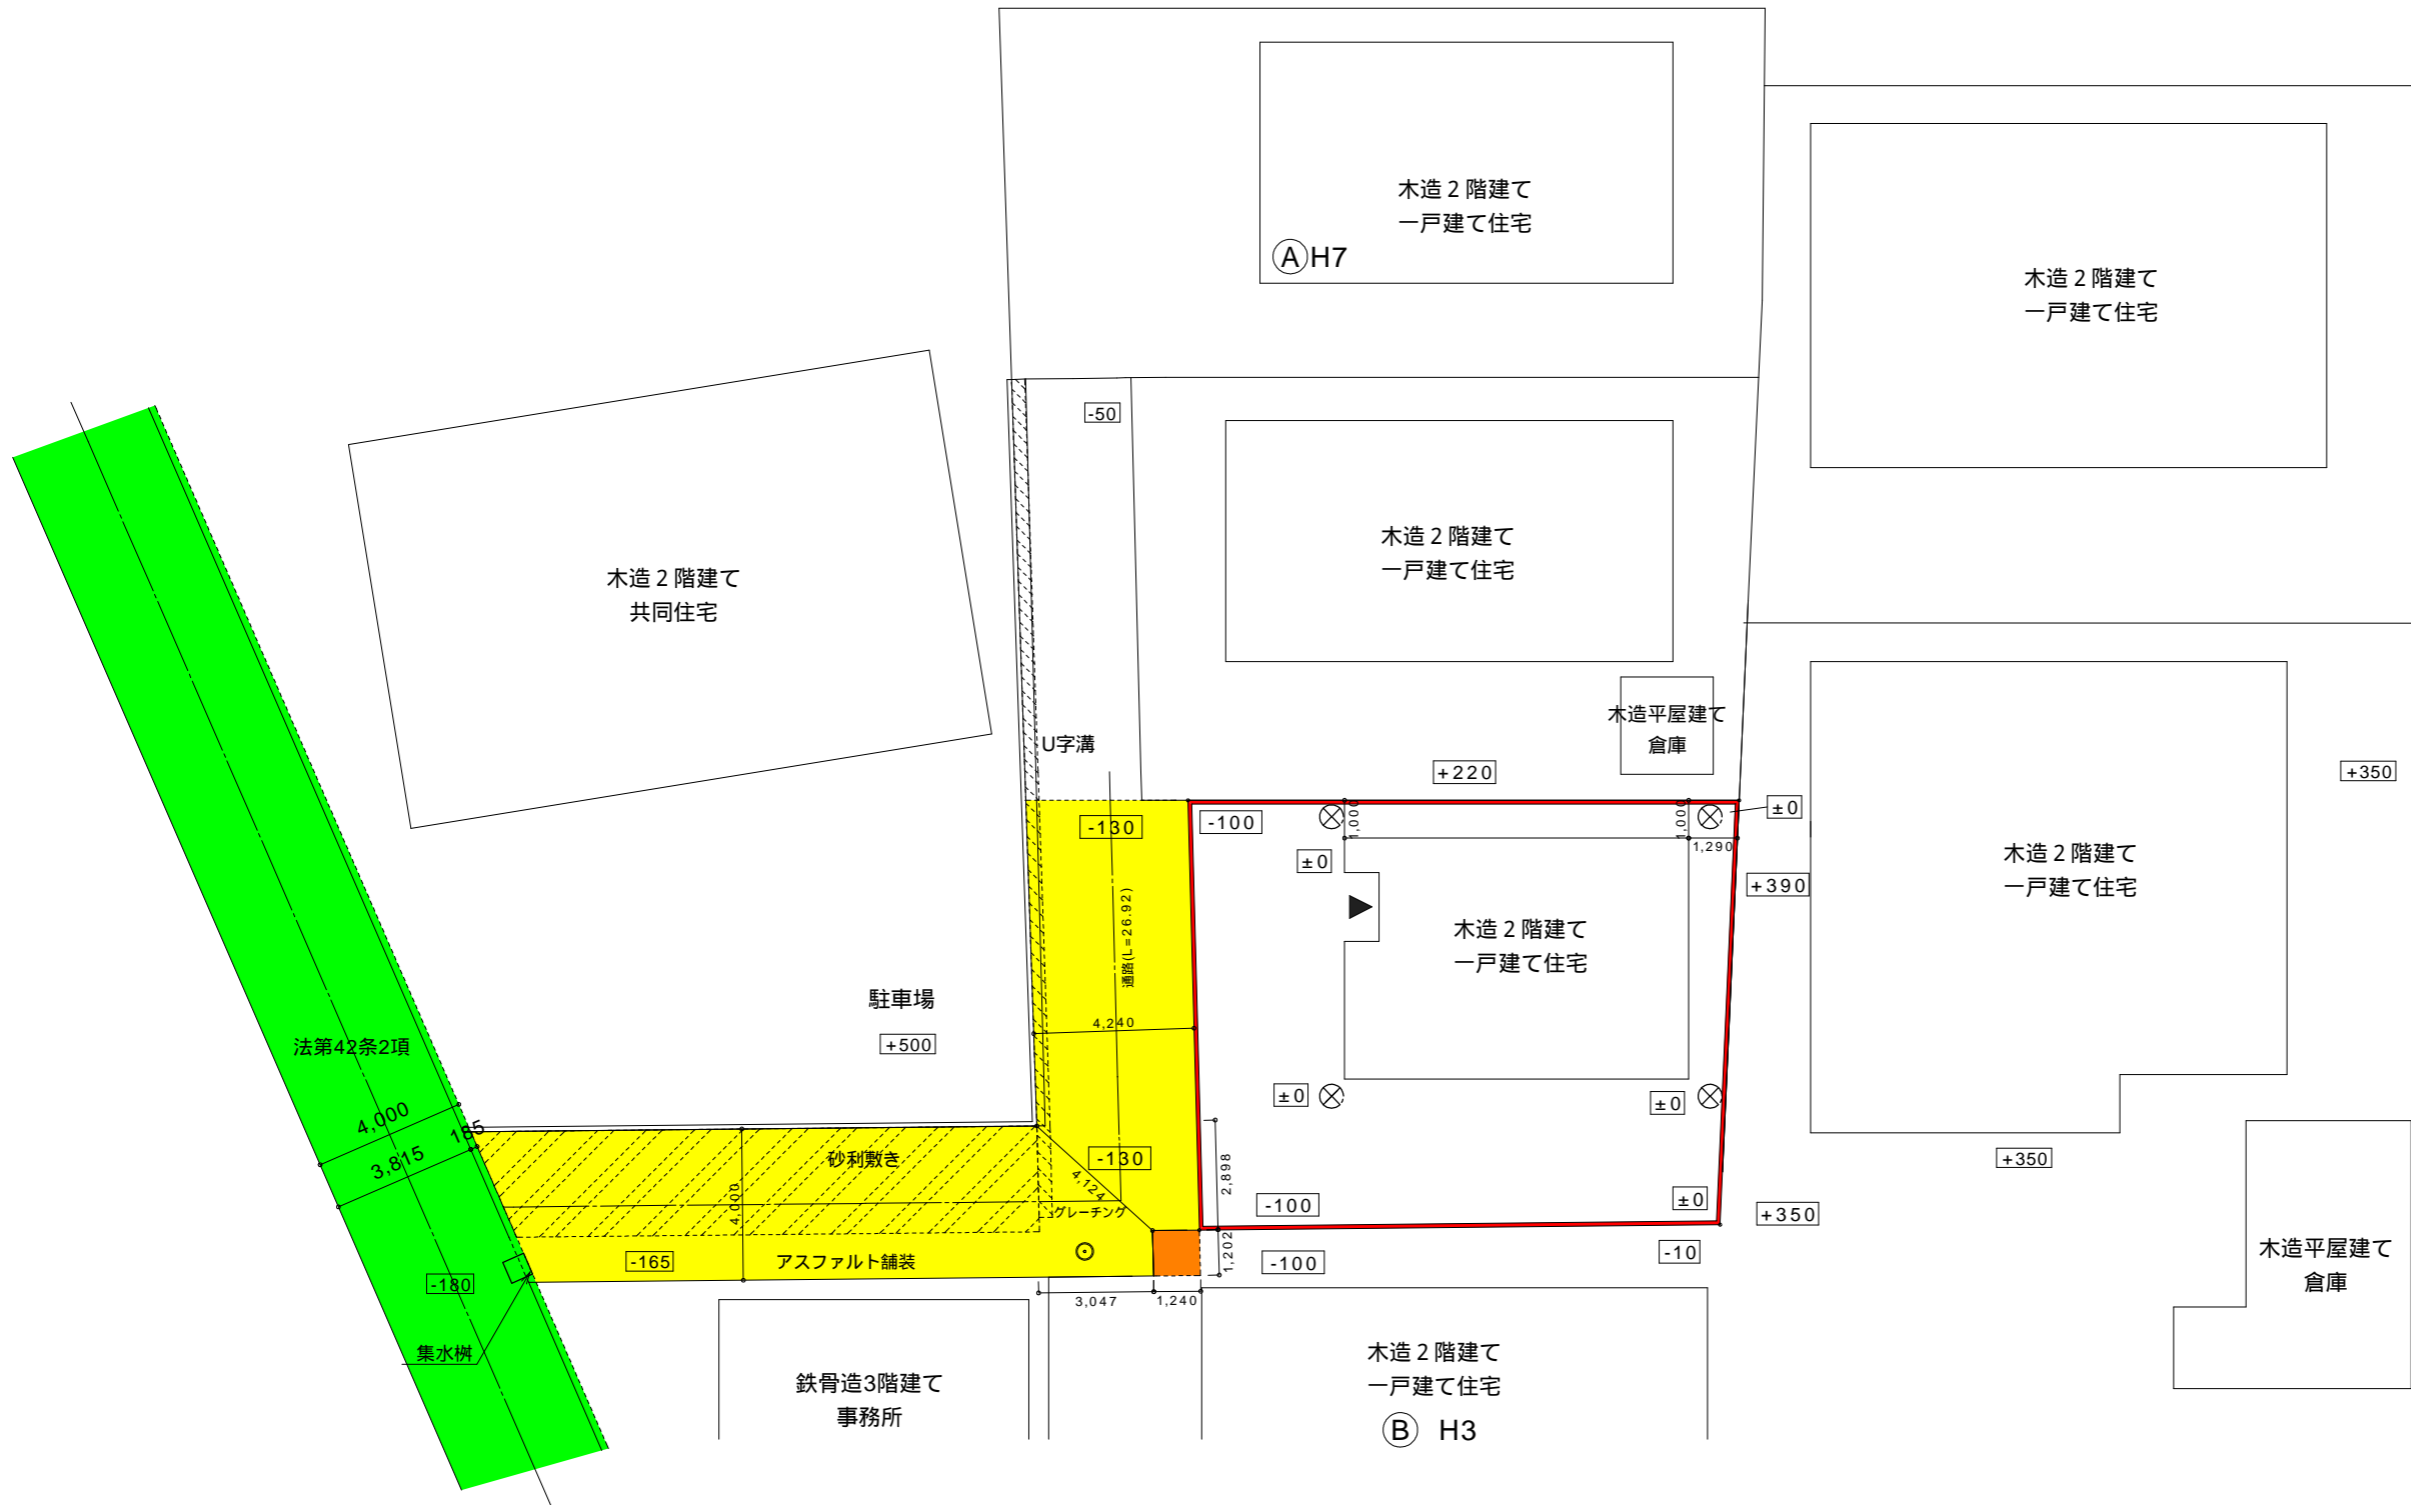 木造２階建て
一戸建て住宅
ⒶH7
木造２階建て
一戸建て住宅
-50
木造２階建て
一戸建て住宅
木造２階建て
共同住宅
木造平屋建て
倉庫
U字溝
+220
+350
±0
1,000
1,000
-130
-100
1,290
±0
木造２階建て
一戸建て住宅
+390
通路(L=26.92)
木造２階建て
一戸建て住宅
駐車場
4,240
+500
法第42条2項
±0
±0
4,000
185
3,815
砂利敷き
-130
4,124
2,898
+350
4,000
グレーチング
-100
±0
+350
1,202
-165
アスファルト舗装
-100
-10
木造平屋建て
倉庫
-180
3,047
1,240
集水桝
鉄骨造3階建て
事務所
木造２階建て
一戸建て住宅
Ⓑ H3